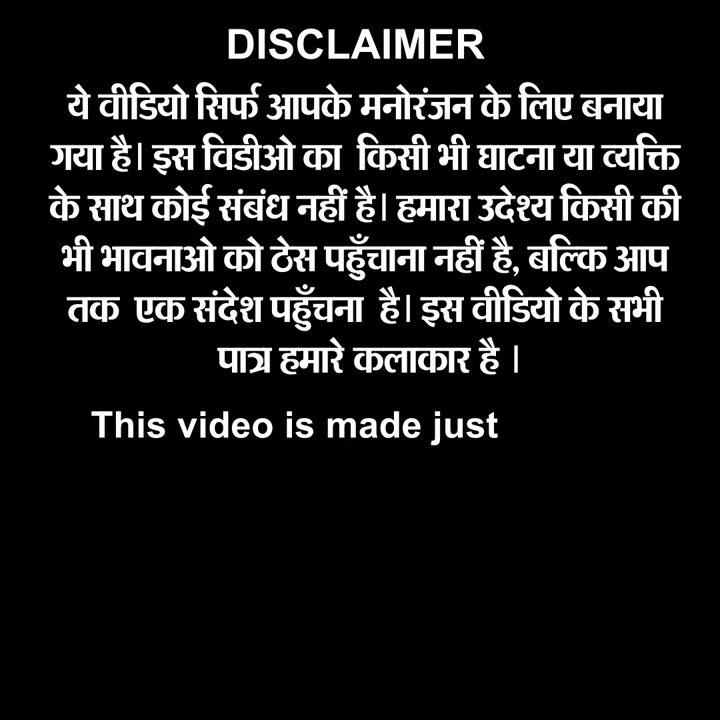 DISCLAIMER
ये वीडियो सिर्फ आपके मनोरंजन के लिए बनाया
गया है। इस विडीओ का किसी भी घाटना या व्यक्ति
के साथ कोई संबंध नहीं है। हमारा उदेश्य किसी की
भी भावनाओ को ठेस पहुँचाना नहीं है, बल्कि आप
तक एक संदेश पहुँचना है। इस वीडियो के सभी
पात्र हमारे कलाकार है ।
This video is made just